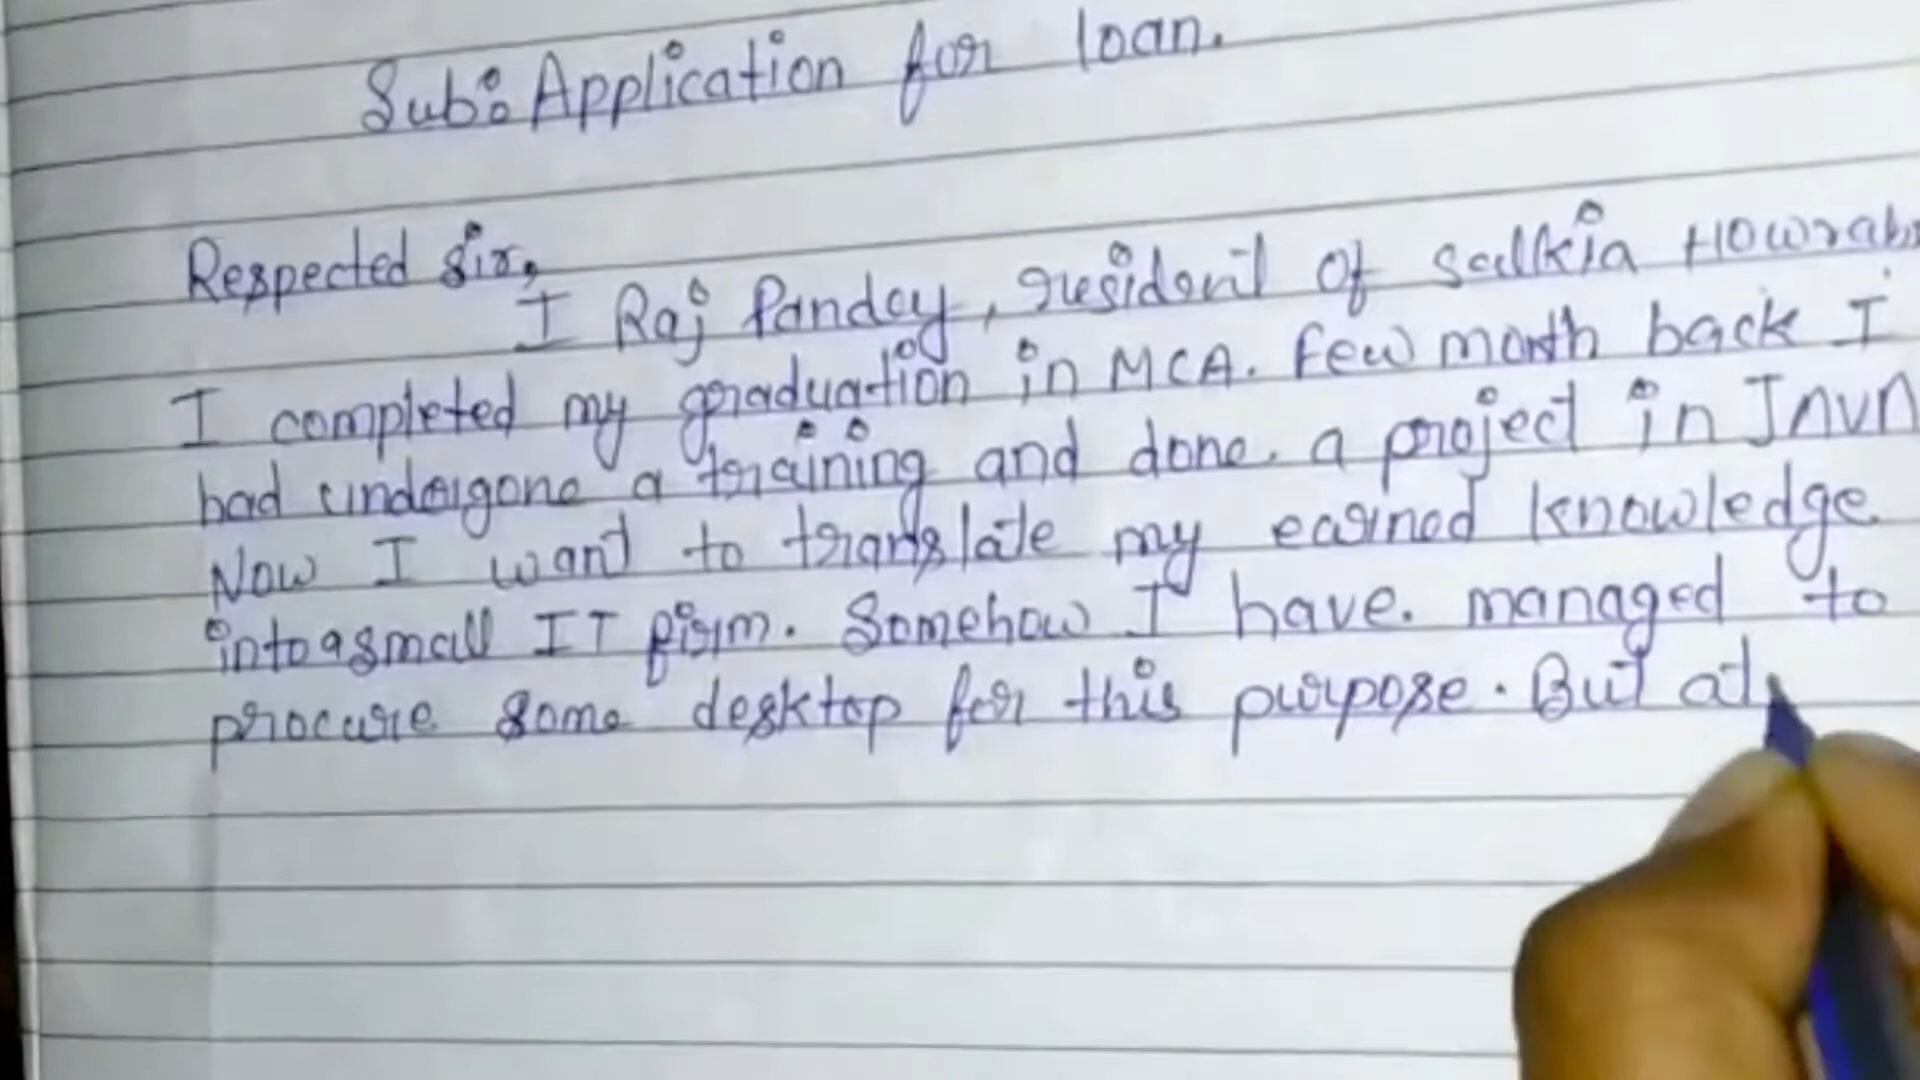 Sub: Application for loan.
Respected Sir,
I Raj Pandey, resident of Salkia Howrah
I completed my graduation in MCA. Few month back I
had undergone a training and done a project in
Now I want to translate my earned knowledge
into a small IT firm. Somehow I have managed to
procure some desktop for this purpose. But at